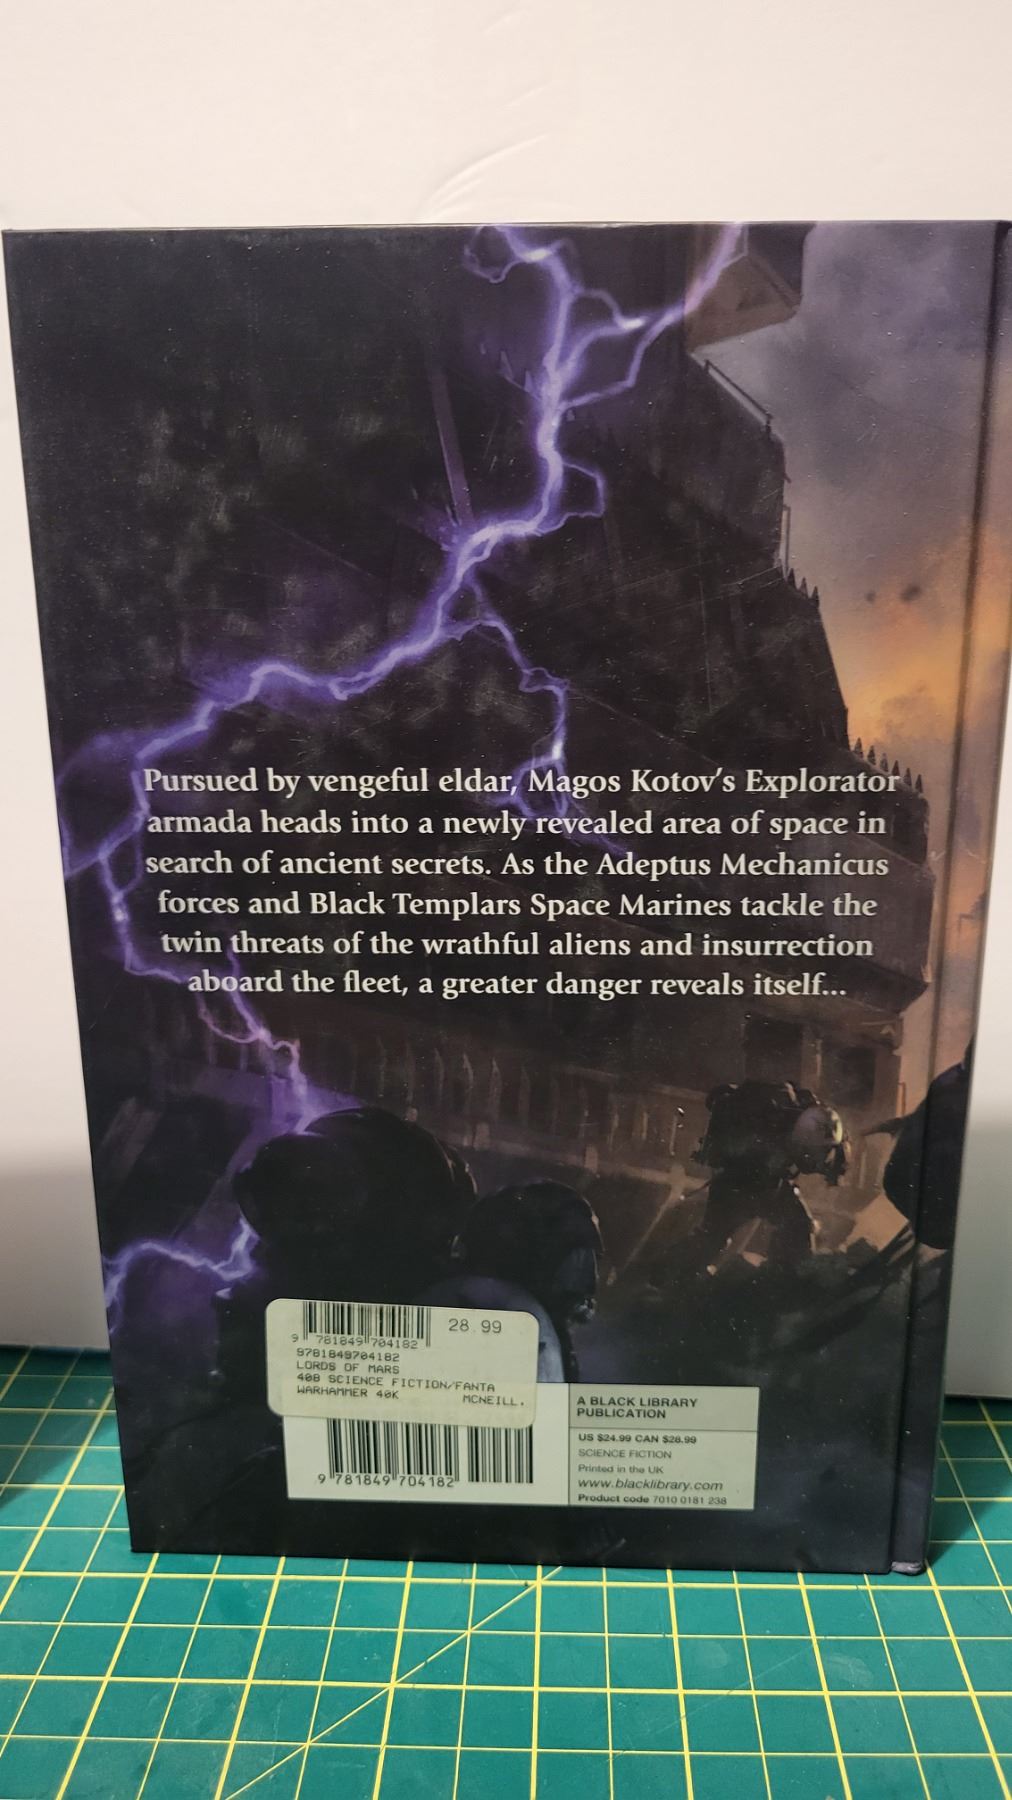 Pursued by vengeful eldar, Magos Kotov's Explorator
armada heads into a newly revealed area of space in
search of ancient secrets. As the Adeptus Mechanicus
forces and Black Templars Space Marines tackle the
twin threats of the wrathful aliens and insurrection
aboard the fleet, a greater danger reveals itself...
28.99
9 781849 704182
9781849704182
LORDS OF MARS
408 SCIENCE FICTION/FANTA
WARHAMMER 40K MCNEILL.
9 781849 704182
A BLACK LIBRARY
PUBLICATION
US $24.99 CAN $28.99
SCIENCE FICTION
Printed in the UK
www.blacklibrary.com
Product code 7010 0181 238